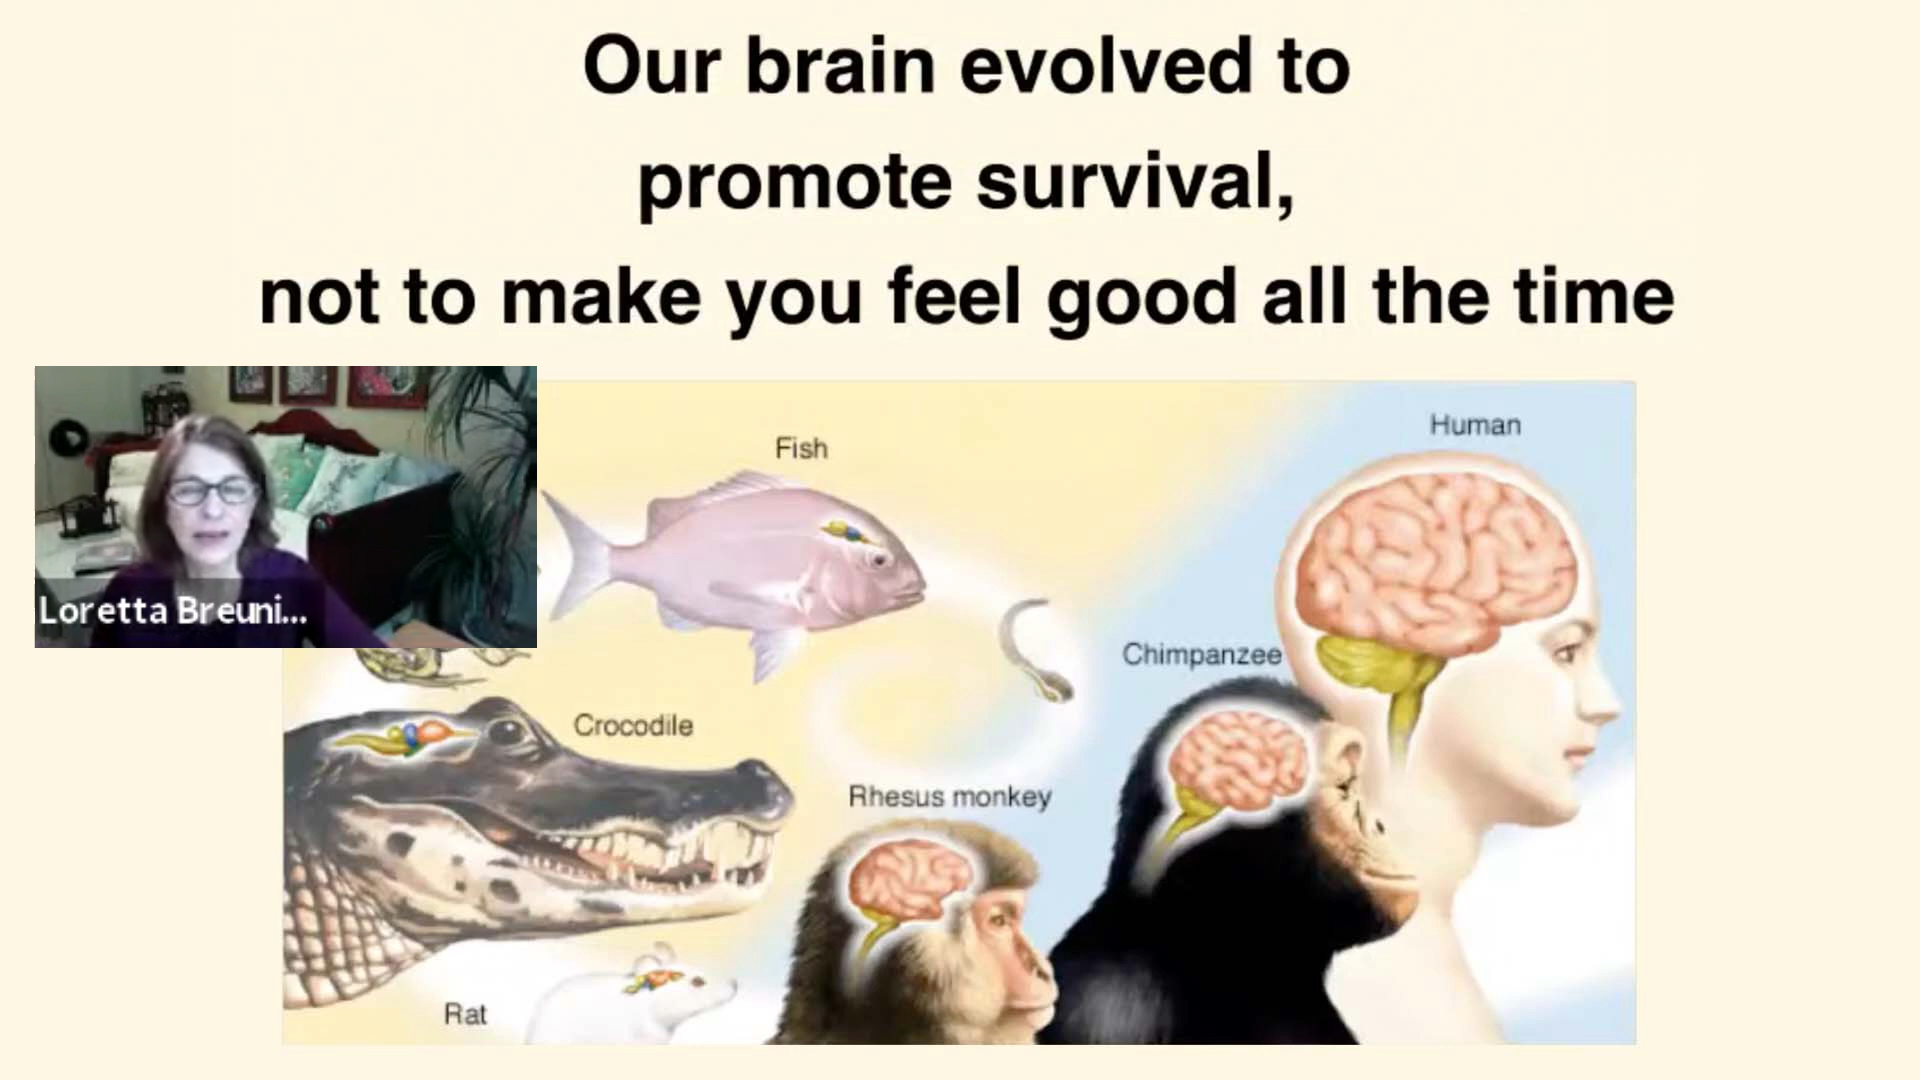 Our brain evolved to
promote survival,
not to make you feel good all the time
Loretta Breuni...
Fish
Human
Chimpanzee
Crocodile
Rhesus monkey
Rat